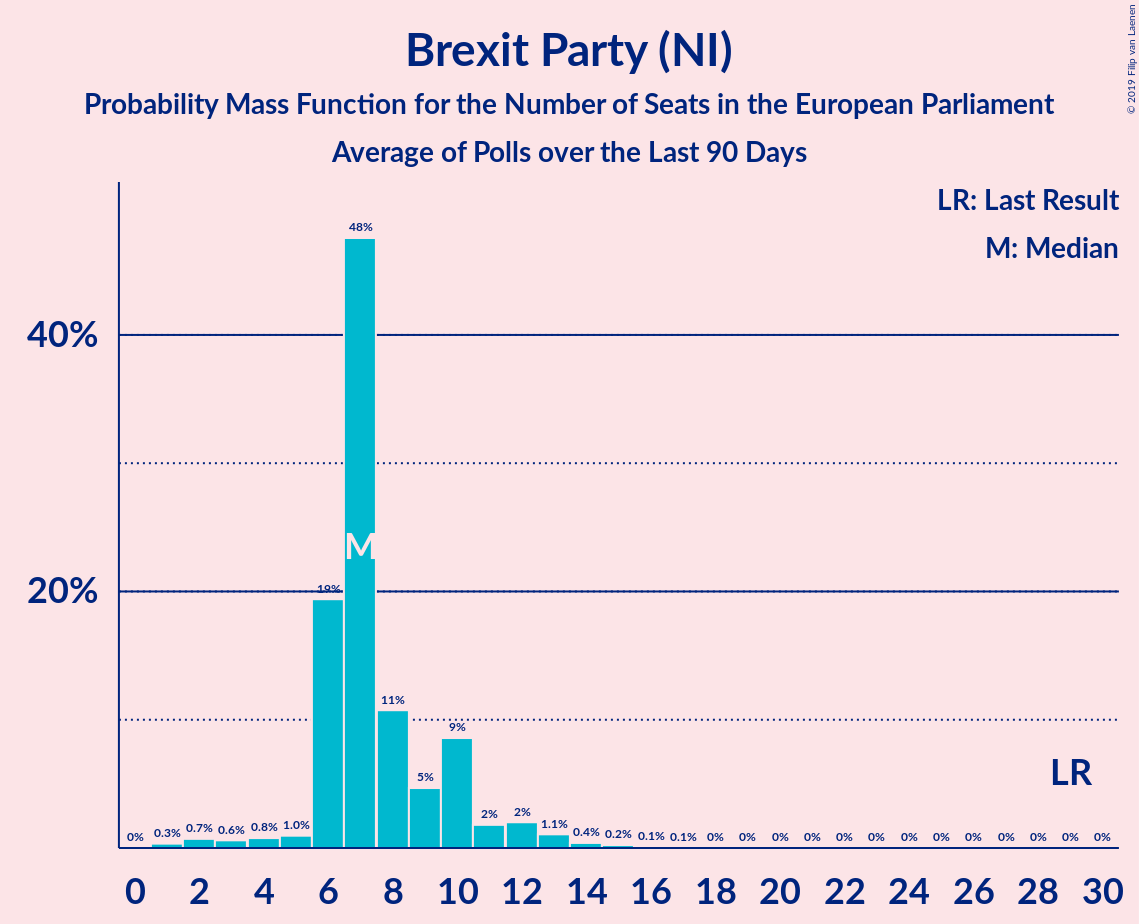 Brexit Party (NI)
Probability Mass Function for the Number of Seats in the European Parliament
Average of Polls over the Last 90 Days
© 2019 Filip van Laenen
LR: Last Result
M: Median
48%
40%
M
20%
19%
11%
9%
LR
5%
0% 0.3% 0.7% 0.6% 0.8% 1.0% 2% 2% 1.1% 0.4% 0.2% 0.1% 0.1% 0% 0% 0% 0% 0% 0% 0% 0% 0% 0% 0% 0% 0%
0 2 4 6 8 10 12 14 16 18 20 22 24 26 28 30